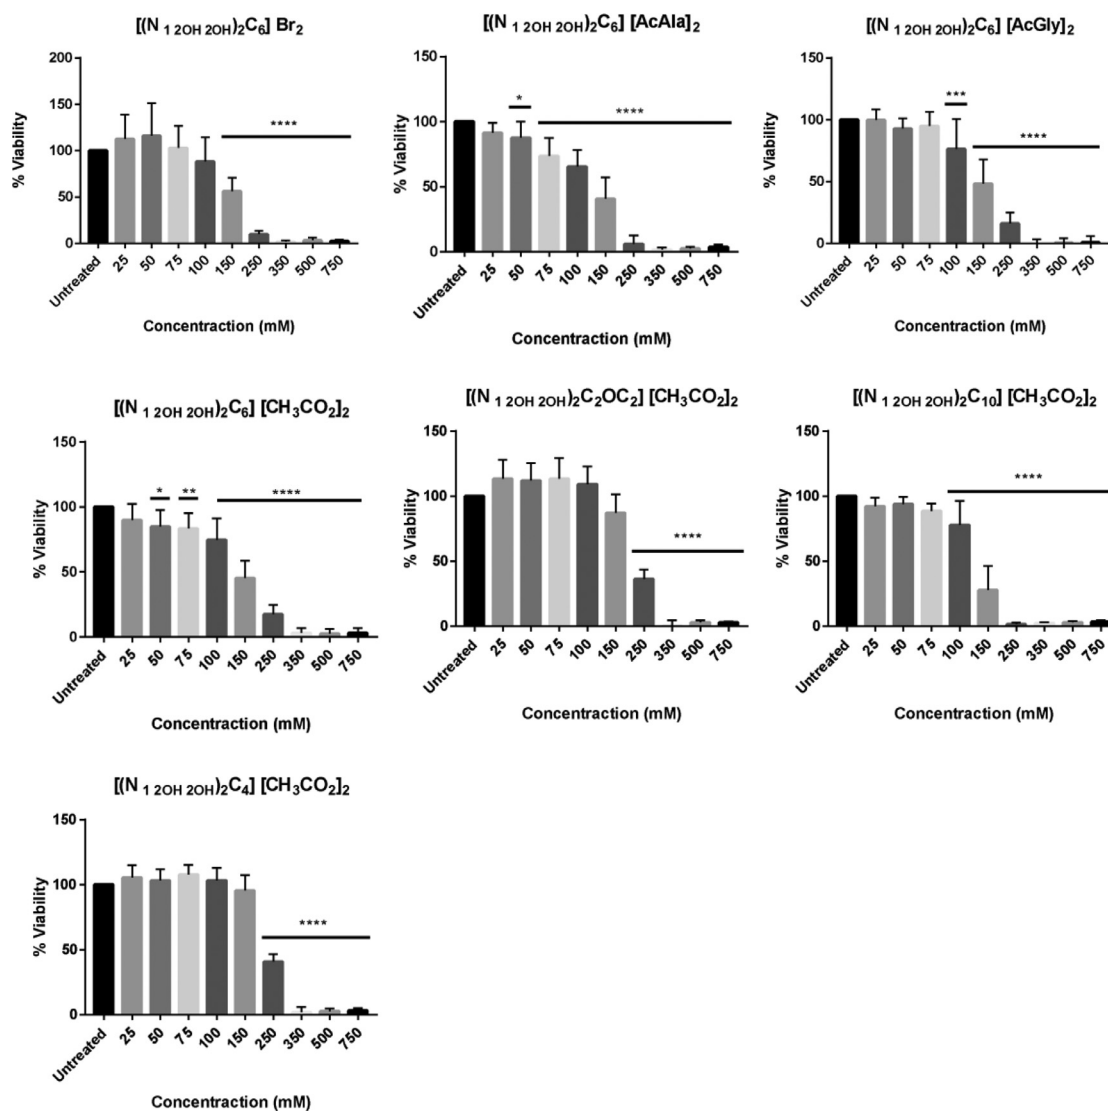 [(N 1 2OH 2OH)2C6] Br2
% Viability
200
150
100
50
0
****
Untreated 25 50 75 100 150 250 350 500 750
Concentraction (mM)
[(N 1 2OH 2OH)2C6] [AcAla]2
% Viability
150
100
50
0
* ****
Untreated 25 50 75 100 150 250 350 500 750
Concentraction (mM)
[(N 1 2OH 2OH)2C6] [AcGly]2
% Viability
150
100
50
0
***
****
Untreated 25 50 75 100 150 250 350 500 750
Concentraction (mM)
[(N 1 2OH 2OH)2C6] [CH3CO2]2
% Viability
150
100
50
0
* ** ****
Untreated 25 50 75 100 150 250 350 500 750
Concentraction (mM)
[(N 1 2OH 2OH)2C2OC2] [CH3CO2]2
% Viability
150
100
50
0
****
Untreated 25 50 75 100 150 250 350 500 750
Concentraction (mM)
[(N 1 2OH 2OH)2C10] [CH3CO2]2
% Viability
150
100
50
0
****
Untreated 25 50 75 100 150 250 350 500 750
Concentraction (mM)
[(N 1 2OH 2OH)2C4] [CH3CO2]2
% Viability
150
100
50
0
****
Untreated 25 50 75 100 150 250 350 500 750
Concentraction (mM)